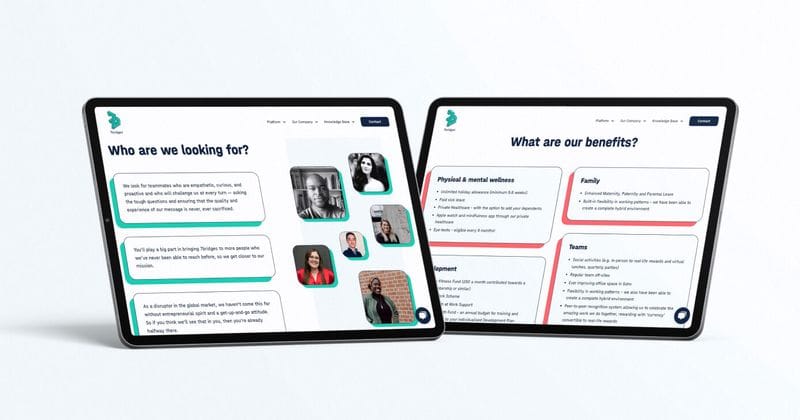 7bridges
Platform
Our Company
Knowledge Base
Contact
Who are we looking for?
We look for teammates who are empathetic, curious, and
proactive and who will challenge us at every turn — asking
the tough questions and ensuring that the quality and
experience of our message is never, ever sacrificed.
You'll play a big part in bringing 7bridges to more people who
we've never been able to reach before, so we get closer to our
mission.
As a disruptor in the global market, we haven't come this far
without entrepreneurial spirit and a get-up-and-go attitude.
So if you think we'll see that in you, then you're already
halfway there.
7bridges
Platform
Our Company
Knowledge Base
Contact
What are our benefits?
Physical & mental wellness
• Unlimited holiday allowance (minimum 5.6 weeks)
• Paid sick leave
• Private Healthcare - with the option to add your dependents
• Apple watch and mindfulness app through our private
healthcare
• Eye tests - eligible every 6 months!
Family
• Enhanced Maternity, Paternity and Parental Leave
• Built-in flexibility in working patterns - we have been able to
create a complete hybrid environment
lopment
Fitness Fund (£50 a month contributed towards a
membership or similar)
Scheme
at Work Support
Fund - an annual budget for training and
to your individualised Development Plan
Teams
• Social activities (e.g. in-person to real-life rewards and virtual
lunches, quarterly parties)
• Regular team off-sites
• Ever improving office space in Soho
• Flexibility in working patterns - we also have been able to
create a complete hybrid environment
• Peer-to-peer recognition system allowing us to celebrate the
amazing work we do together, rewarding with 'currency'
convertible to real-life rewards